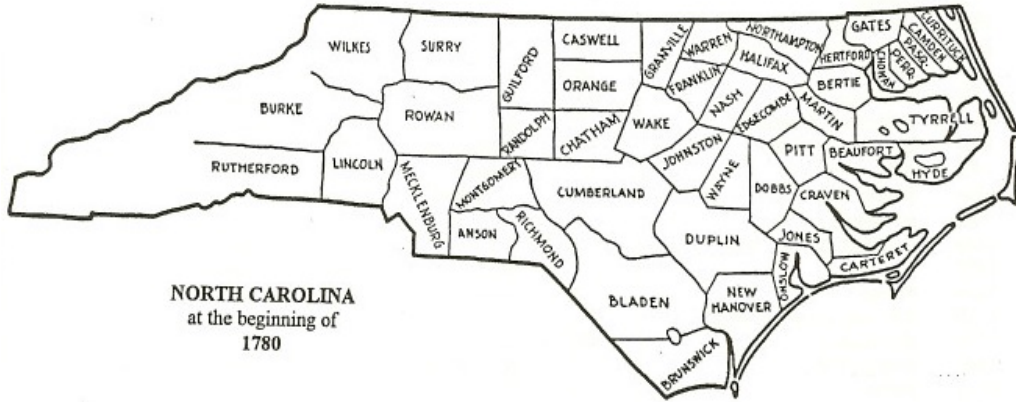 WILKES
SURRY
GUILFORD
CASWELL
GRANVILLE
WARREN
NORTHAMPTON
GATES
CURRITUCK
CAMDEN
PASQ.
PERQ.
CHOWAN
HERTFORD
HALIFAX
FRANKLIN
BERTIE
ORANGE
NASH
EDGECOMBE
MARTIN
TYRRELL
BURKE
ROWAN
RANDOLPH
CHATHAM
WAKE
JOHNSTON
PITT
BEAUFORT
HYDE
RUTHERFORD
LINCOLN
MECKLENBURG
MONTGOMERY
CUMBERLAND
WAYNE
DOBBS
CRAVEN
ANSON
RICHMOND
DUPLIN
JONES
CARTERET
ONSLOW
BLADEN
NEW
HANOVER
BRUNSWICK
NORTH CAROLINA
at the beginning of
1780